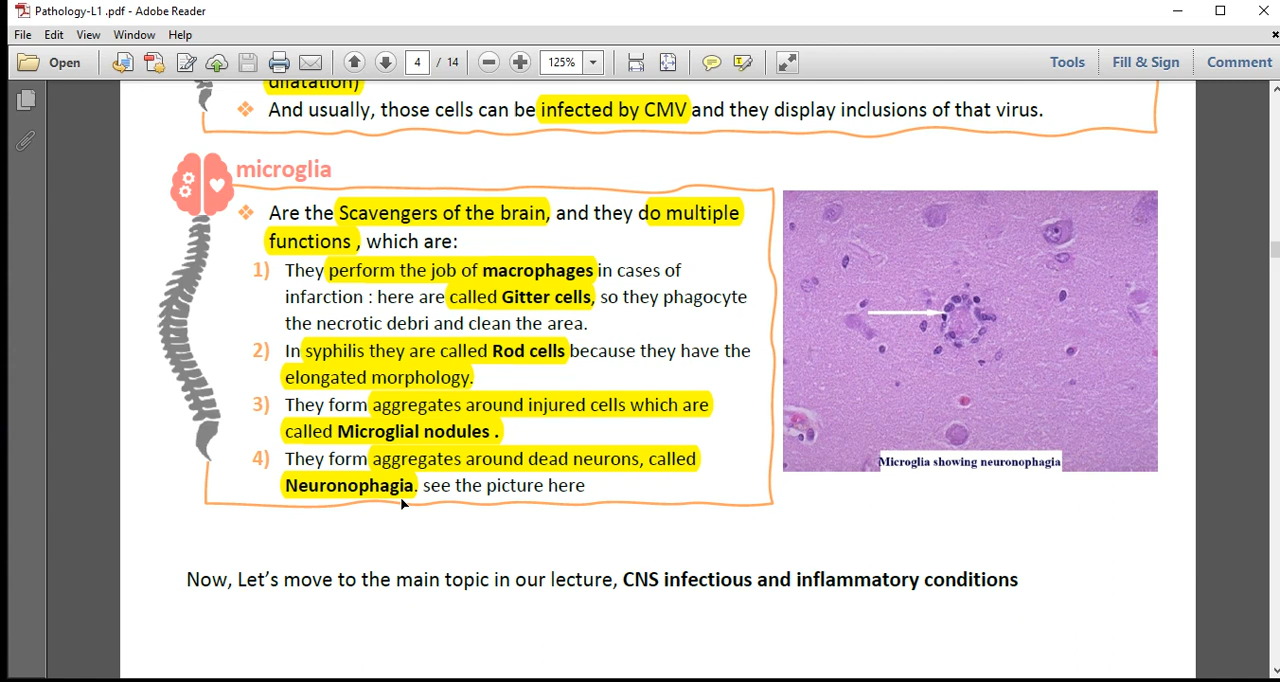 Pathology-L1 .pdf - Adobe Reader
File Edit View Window Help
Open 4 / 14 125% Tools Fill & Sign Comment
dilatation)
And usually, those cells can be infected by CMV and they display inclusions of that virus.
microglia
Are the Scavengers of the brain, and they do multiple
functions , which are:
1) They perform the job of macrophages in cases of
infarction : here are called Gitter cells, so they phagocyte
the necrotic debri and clean the area.
2) In syphilis they are called Rod cells because they have the
elongated morphology.
3) They form aggregates around injured cells which are
called Microglial nodules .
4) They form aggregates around dead neurons, called
Neuronophagia. see the picture here
Microglia showing neuronophagia
Now, Let's move to the main topic in our lecture, CNS infectious and inflammatory conditions